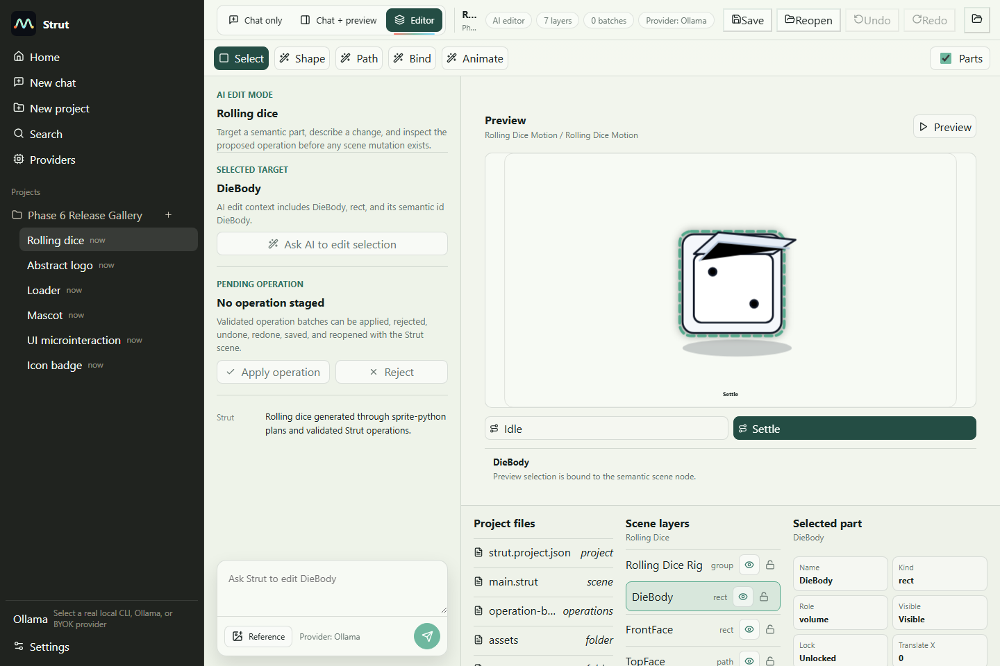 Strut
Home
New chat
New project
Search
Providers
Projects
Phase 6 Release Gallery +
Rolling dice now
Abstract logo now
Loader now
Mascot now
UI microinteraction now
Icon badge now
Ollama
Select a real local CLI, Ollama, or
BYOK provider
Settings
Chat only
Chat + preview
Editor
R...
Ph...
AI editor
7 layers
0 batches
Provider: Ollama
Save
Reopen
Undo
Redo
Select
Shape
Path
Bind
Animate
Parts
AI EDIT MODE
Rolling dice
Target a semantic part, describe a change, and inspect the
proposed operation before any scene mutation exists.
SELECTED TARGET
DieBody
AI edit context includes DieBody, rect, and its semantic id
DieBody.
Ask AI to edit selection
PENDING OPERATION
No operation staged
Validated operation batches can be applied, rejected,
undone, redone, saved, and reopened with the Strut
scene.
Apply operation
Reject
Strut
Rolling dice generated through sprite-python
plans and validated Strut operations.
Ask Strut to edit DieBody
Reference
Provider: Ollama
Preview
Rolling Dice Motion / Rolling Dice Motion
Preview
Settle
Idle
Settle
DieBody
Preview selection is bound to the semantic scene node.
Project files
strut.project.json project
main.strut scene
operation-b... operations
assets folder
Scene layers
Rolling Dice
Rolling Dice Rig group
DieBody rect
FrontFace rect
TopFace path
Selected part
DieBody
Name
DieBody
Kind
rect
Role
volume
Visible
Visible
Lock
Unlocked
Translate X
0